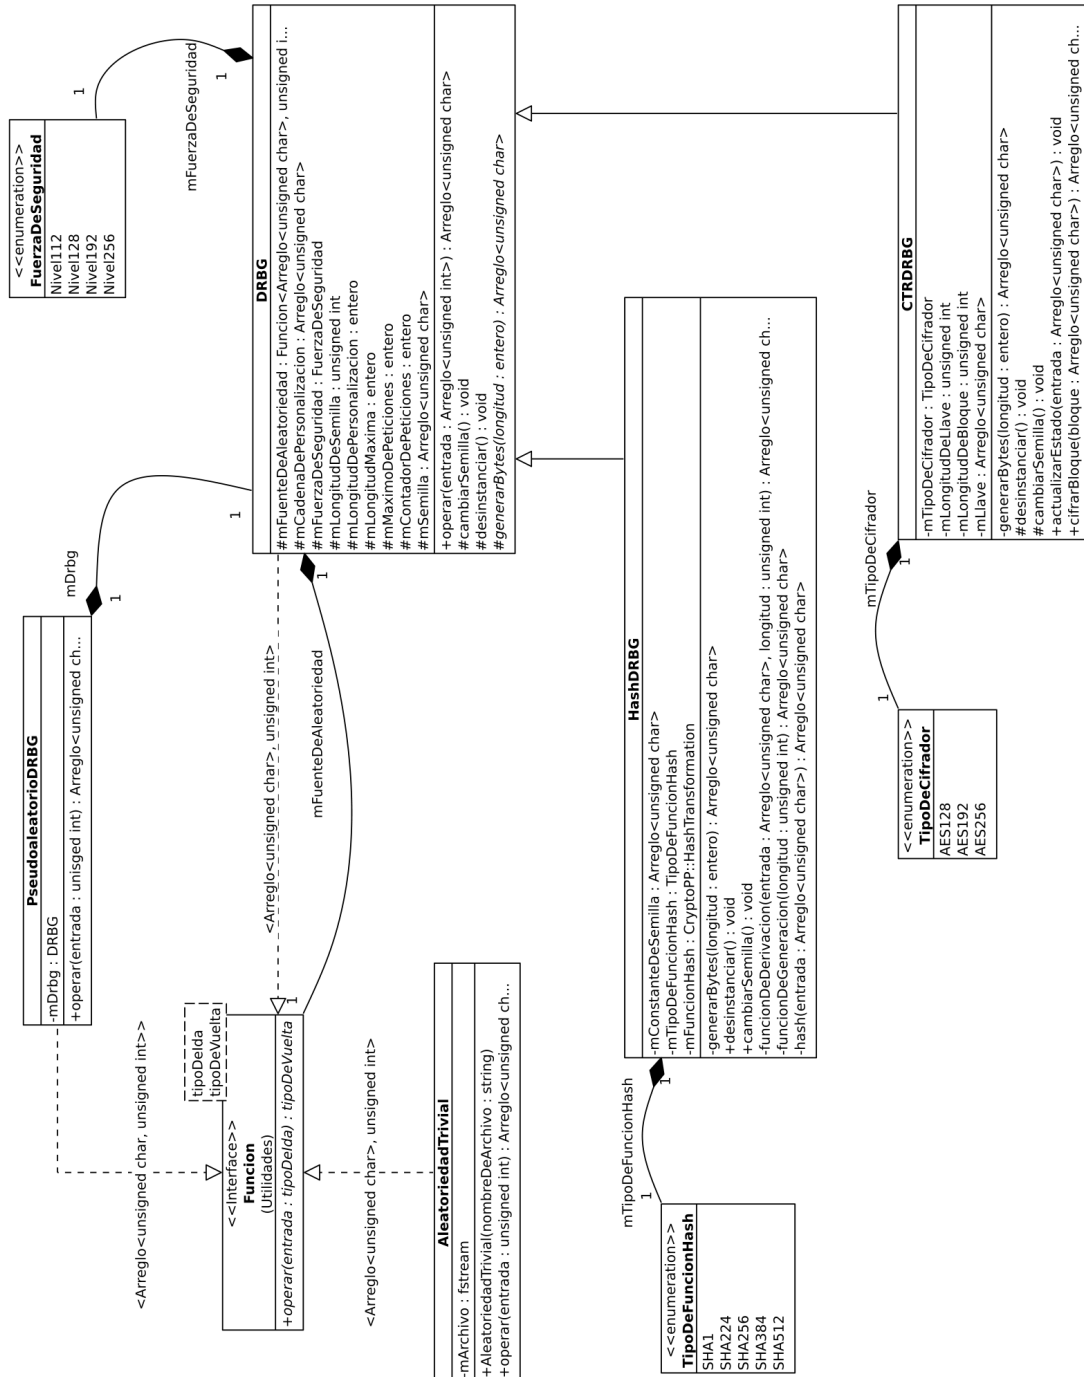 <<enumeration>>
FuerzaDeSeguridad
Nivel112
Nivel128
Nivel192
Nivel256
1
mFuerzaDeSeguridad
1
DRBG
#mFuenteDeAleatoriedad : Funcion<Arreglo<unsigned char>, unsigned i...
#mCadenaDePersonalizacion : Arreglo<unsigned char>
#mFuerzaDeSeguridad : FuerzaDeSeguridad
#mLongitudDeSemilla : unsigned int
#mLongitudDePersonalizacion : entero
#mLongitudMaxima : entero
#mMaximoDePeticiones : entero
#mContadorDePeticiones : entero
#mSemilla : Arreglo<unsigned char>
+operar(entrada : Arreglo<unsigned int>) : Arreglo<unsigned char>
#cambiarSemilla() : void
#desinstanciar() : void
#generarBytes(longitud : entero) : Arreglo<unsigned char>
CTRDRBG
-mTipoDeCifrador : TipoDeCifrador
-mLongitudDeLlave : unsigned int
-mLongitudDeBloque : unsigned int
-mLlave : Arreglo<unsigned char>
-generarBytes(longitud : entero) : Arreglo<unsigned char>
#desinstanciar() : void
#cambiarSemilla() : void
+actualizarEstado(entrada : Arreglo<unsigned char>) : void
+cifrarBloque(bloque : Arreglo<unsigned char>) : Arreglo<unsigned ch...
PseudoaleatorioDRBG
-mDrbg : DRBG
+operar(entrada : unisged int) : Arreglo<unsigned ch...
mDrbg
1
1
<Arreglo<unsigned char>, unsigned int>
mFuenteDeAleatoriedad
1
1
HashDRBG
-mConstanteDeSemilla : Arreglo<unsigned char>
-mTipoDeFuncionHash : TipoDeFuncionHash
-mFuncionHash : CryptoPP::HashTransformation
-generarBytes(longitud : entero) : Arreglo<unsigned char>
+desinstanciar() : void
+cambiarSemilla() : void
-funcionDeDerivacion(entrada : Arreglo<unsigned char>, longitud : unsigned int) : Arreglo<unsigned ch...
-funcionDeGeneracion(longitud : unsigned int) : Arreglo<unsigned char>
-hash(entrada : Arreglo<unsigned char>) : Arreglo<unsigned char>
mTipoDeCifrador
1
1
<<enumeration>>
TipoDeCifrador
AES128
AES192
AES256
<Arreglo<unsigned char, unsigned int>>
tipoDeIda
tipoDeVuelta
<<Interface>>
Funcion
(Utilidades)
+operar(entrada : tipoDeIda) : tipoDeVuelta
<Arreglo<unsigned char>, unsigned int>
AleatoriedadTrivial
-mArchivo : fstream
+AleatoriedadTrivial(nombreDeArchivo : string)
+operar(entrada : unsigned int) : Arreglo<unsigned ch...
mTipoDeFuncionHash
1
1
<<enumeration>>
TipoDeFuncionHash
SHA1
SHA224
SHA256
SHA384
SHA512